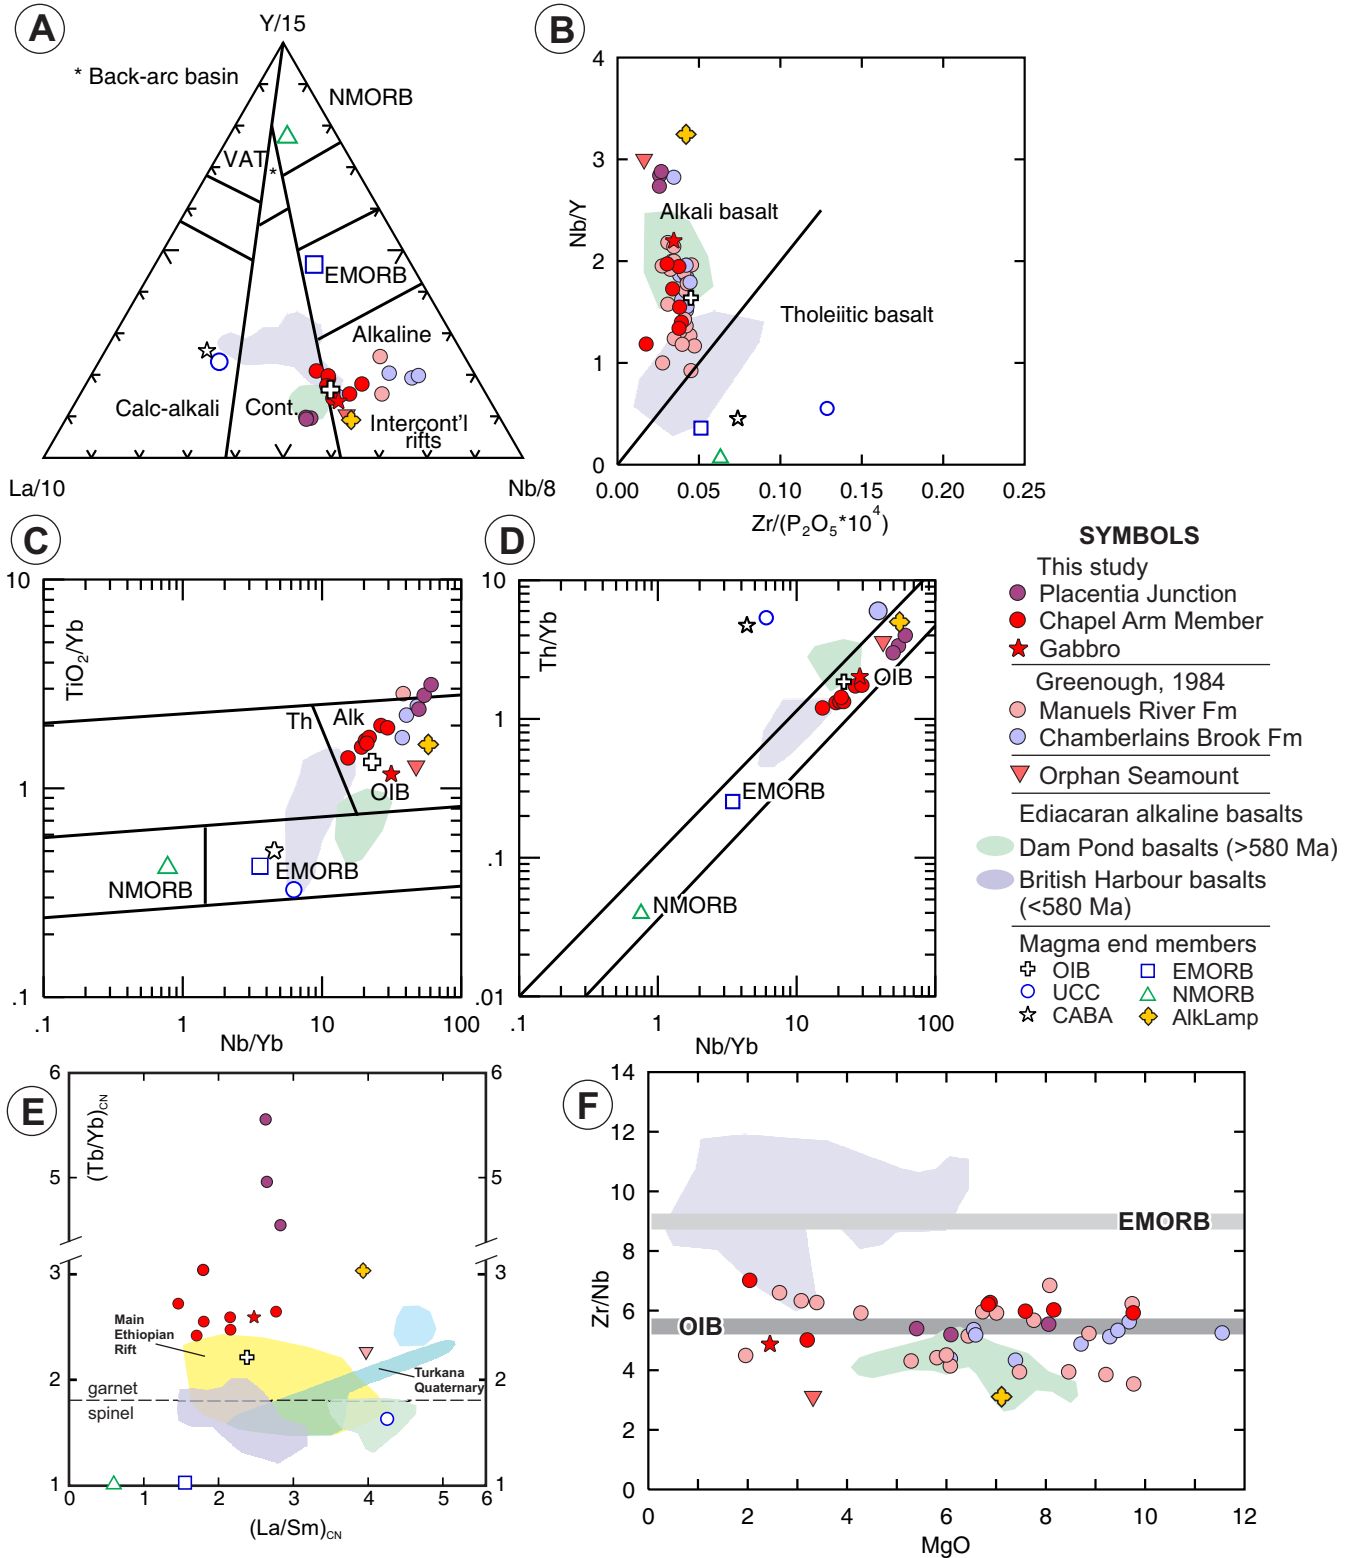 A
Y/15
* Back-arc basin
NMORB
VAT
*
EMORB
Alkaline
Calc-alkali
Cont.
Intercont'l
rifts
La/10
Nb/8
B
4
3
2
1
0
Nb/Y
Alkali basalt
Tholeiitic basalt
0.00
0.05
0.10
0.15
0.20
0.25
Zr/(P2O5*10^4)
C
10
1
.1
TiO2/Yb
Th
Alk
OIB
EMORB
NMORB
.1
1
10
100
Nb/Yb
D
10
1
.1
.01
Th/Yb
OIB
EMORB
NMORB
.1
1
10
100
Nb/Yb
SYMBOLS
This study
Placentia Junction
Chapel Arm Member
Gabbro
Greenough, 1984
Manuels River Fm
Chamberlains Brook Fm
Orphan Seamount
Ediacaran alkaline basalts
Dam Pond basalts (>580 Ma)
British Harbour basalts
(<580 Ma)
Magma end members
OIB
EMORB
UCC
NMORB
CABA
AlkLamp
E
6
5
3
2
1
(Tb/Yb)CN
6
5
3
2
1
Main
Ethiopian
Rift
Turkana
Quaternary
garnet
spinel
0
1
2
3
4
5
6
(La/Sm)CN
F
14
12
10
8
6
4
2
0
Zr/Nb
EMORB
OIB
0
2
4
6
8
10
12
MgO